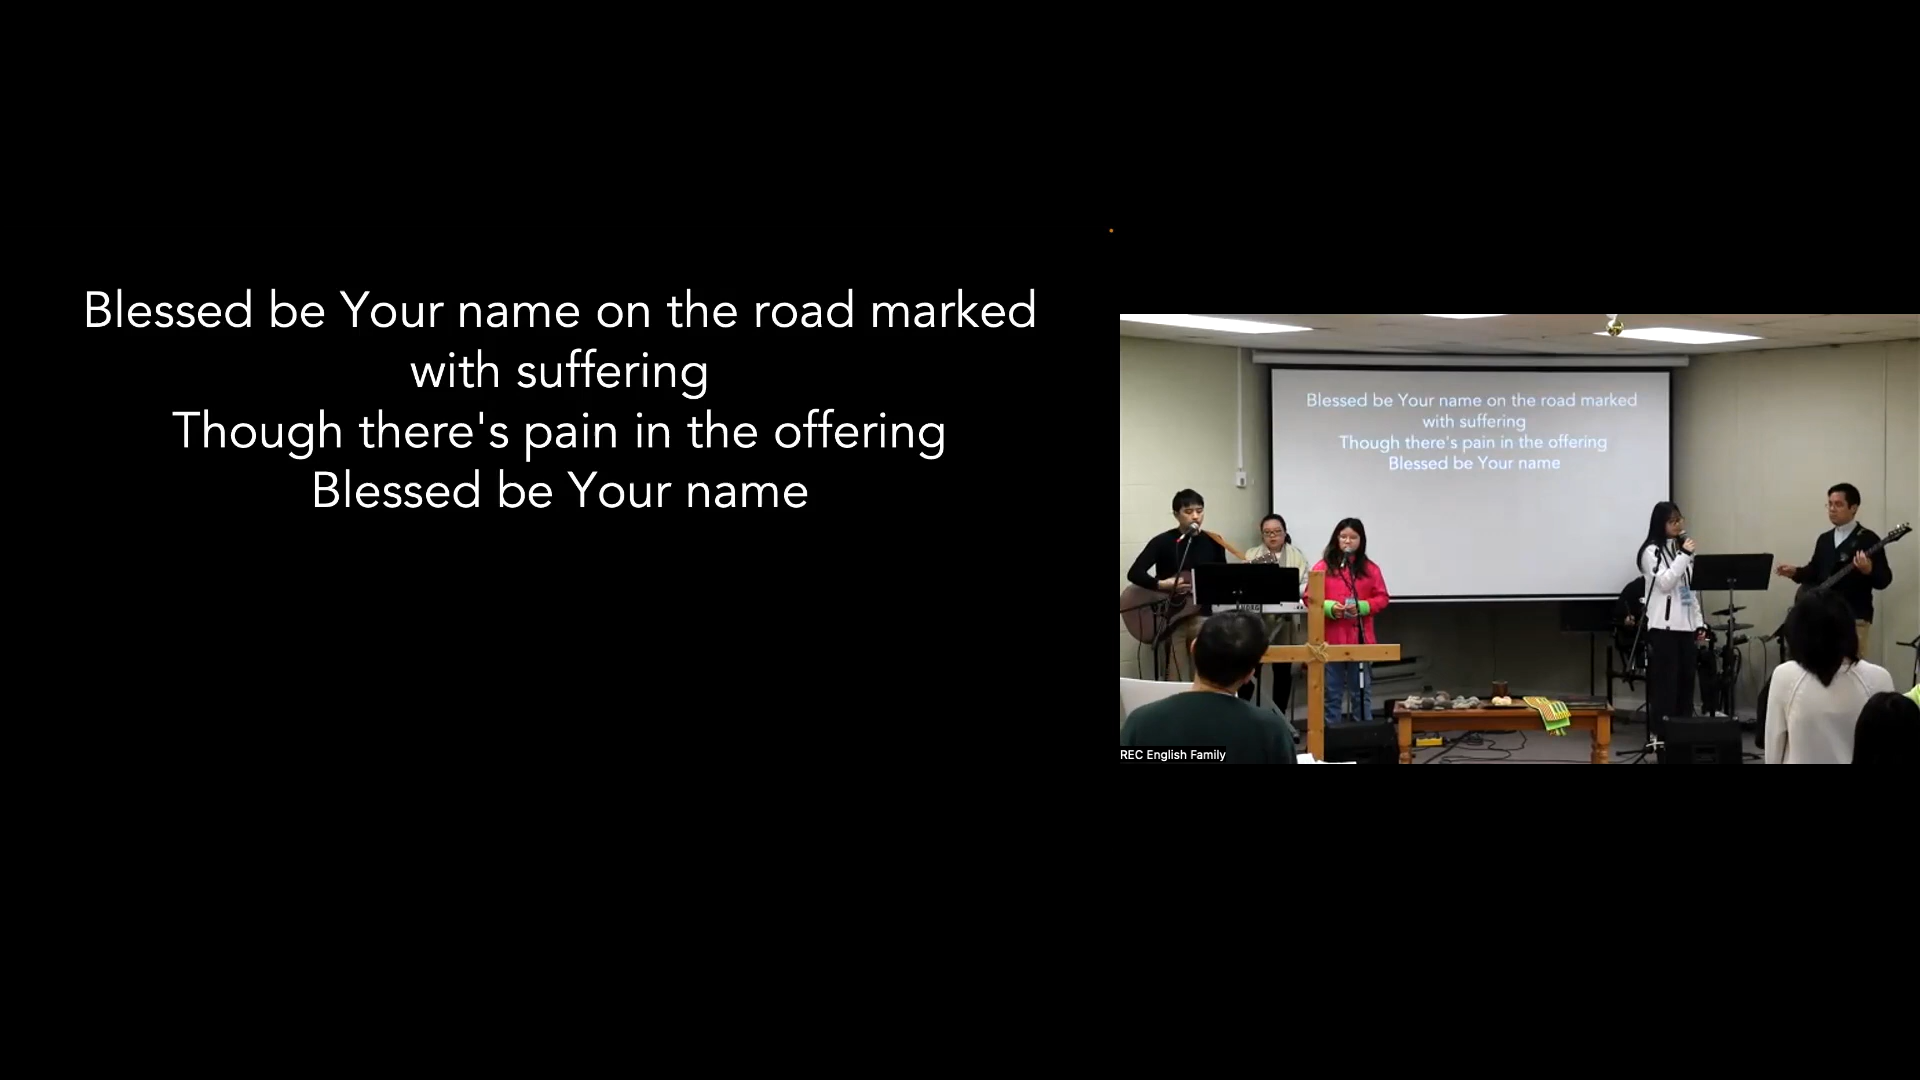 Blessed be Your name on the road marked
with suffering
Though there's pain in the offering
Blessed be Your name
Blessed be Your name on the road marked
with suffering
Though there's pain in the offering
Blessed be Your name
KORG
REC English Family